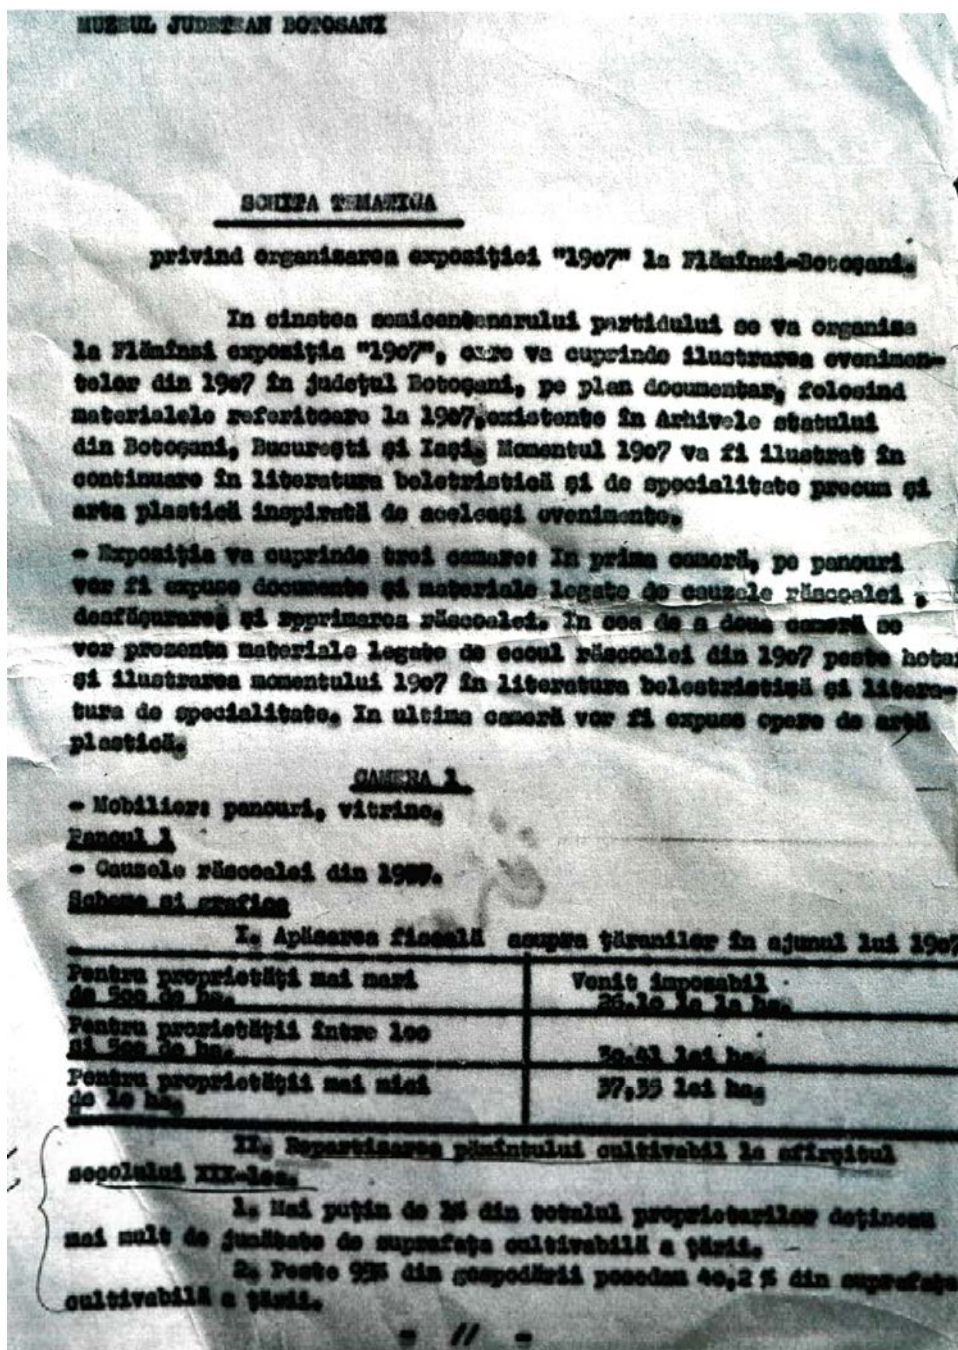 MUZEUL JUDETEAN BOTOSANI
SCHITA TEMATICA
privind organizarea expoziției "1907" la Flămînzi-Botoșani.
In cinstea semicentenarului partidului se va organiza
la Flămînzi expoziția "1907", care va cuprinde ilustrarea evenimen-
telor din 1907 în județul Botoșani, pe plan documentar, folosind
materialele referitoare la 1907,existente în Arhivele statului
din Botoșani, București și Iași. Momentul 1907 va fi ilustrat în
continuare în literatura beletristică și de specialitate precum și
arta plastică inspirată de aceleași evenimente.
- Expoziția va cuprinde trei camere: In prima cameră, pe panouri
vor fi expuse documente și materiale legate de cauzele răscoalei ,
desfășurarea și reprimarea răscoalei. In cea de a doua cameră se
vor prezenta materiale legate de ecoul răscoalei din 1907 peste hotar
și ilustrarea momentului 1907 în literatura beletristică și litera-
tura de specialitate. In ultima cameră vor fi expuse opere de artă
plastică.
CAMERA 1
- Mobilier: panouri, vitrine.
Panoul 1
- Cauzele răscoalei din 1907.
Scheme si grafice
I. Apăsarea fiscală asupra țăranilor în ajunul lui 1907
Pentru proprietăți mai mari
de 500 de ha.
Venit impozabil
le la ha.
Pentru proprietății între 100
si 500 de ha.
lei ha.
Pentru proprietății mai mici
de 10 ha.
37,35 lei ha.
II. Repartizarea pămîntului cultivabil la sfîrșitul
secolului XIX-lea.
1. Mai puțin de 1% din totalul proprietarilor dețineau
mai mult de jumătate de suprafața cultivabilă a țării.
2. Peste 95% din gospodării posedau 40,2 % din suprafața
cultivabilă a țării.
- // -